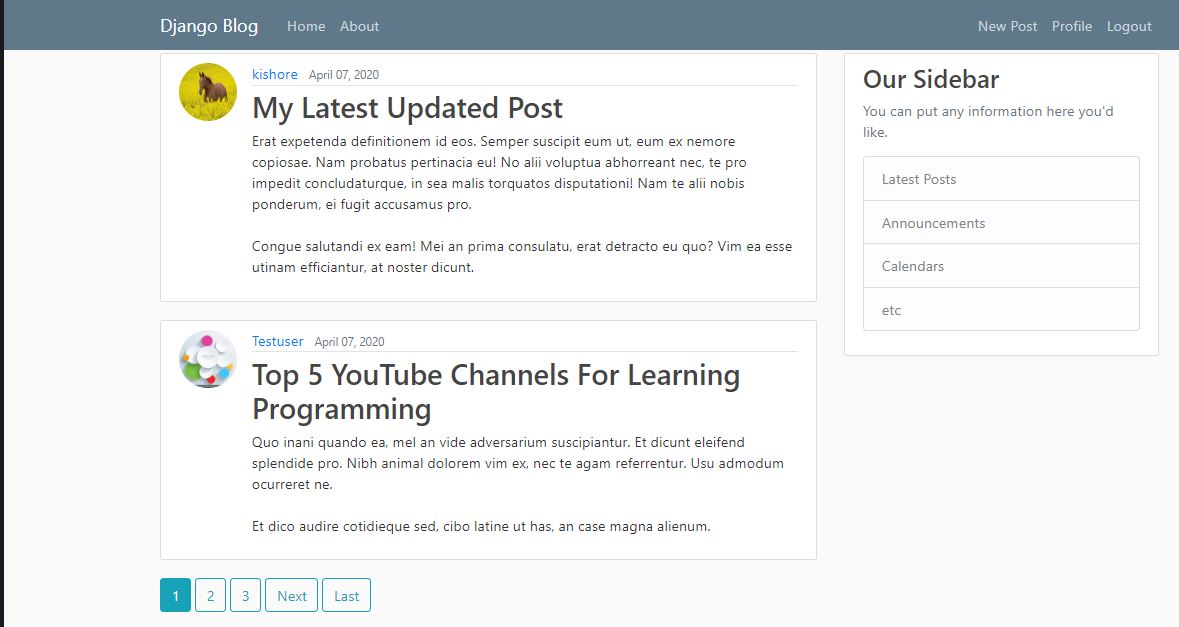 Django Blog Home About New Post Profile Logout
kishore April 07, 2020
My Latest Updated Post
Erat expetenda definitionem id eos. Semper suscipit eum ut, eum ex nemore
copiosae. Nam probatus pertinacia eu! No alii voluptua abhorreant nec, te pro
impedit concludaturque, in sea malis torquatos disputationi! Nam te alii nobis
ponderum, ei fugit accusamus pro.
Congue salutandi ex eam! Mei an prima consulatu, erat detracto eu quo? Vim ea esse
utinam efficiantur, at noster dicunt.
Testuser April 07, 2020
Top 5 YouTube Channels For Learning
Programming
Quo inani quando ea, mel an vide adversarium suscipiantur. Et dicunt eleifend
splendide pro. Nibh animal dolorem vim ex, nec te agam referrentur. Usu admodum
ocurreret ne.
Et dico audire cotidieque sed, cibo latine ut has, an case magna alienum.
1 2 3 Next Last
Our Sidebar
You can put any information here you'd
like.
Latest Posts
Announcements
Calendars
etc